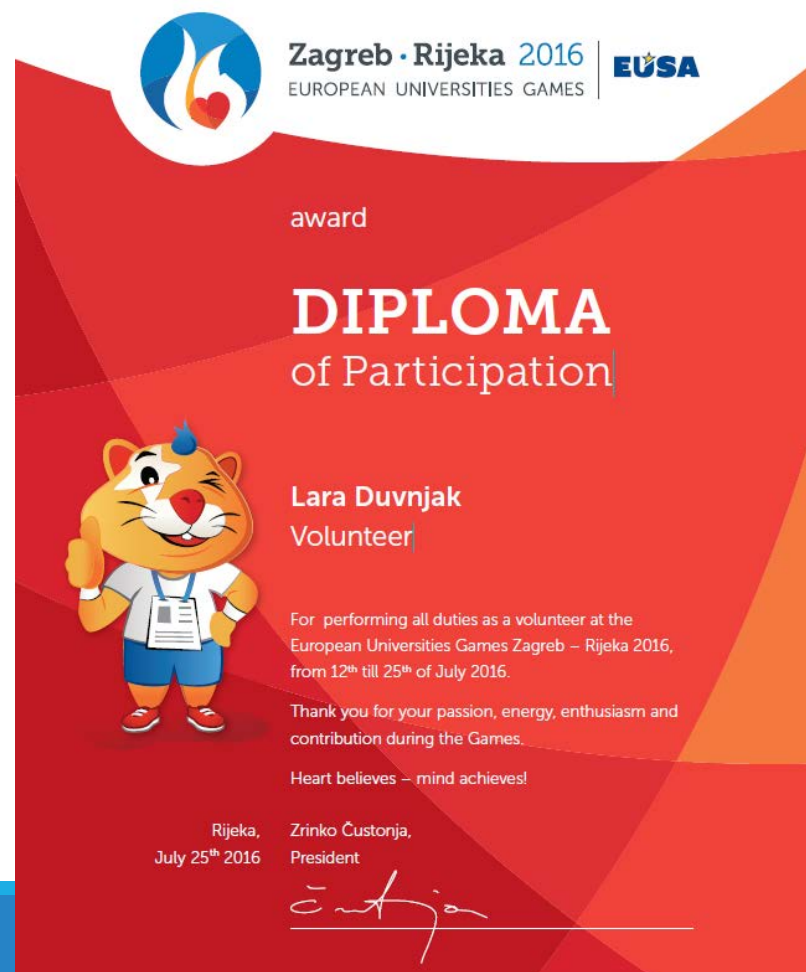 Zagreb · Rijeka 2016
EUROPEAN UNIVERSITIES GAMES
EUSA
award
DIPLOMA
of Participation
Lara Duvnjak
Volunteer
For performing all duties as a volunteer at the
European Universities Games Zagreb – Rijeka 2016,
from 12th till 25th of July 2016.
Thank you for your passion, energy, enthusiasm and
contribution during the Games.
Heart believes – mind achieves!
Rijeka,
July 25th 2016
Zrinko Čustonja,
President